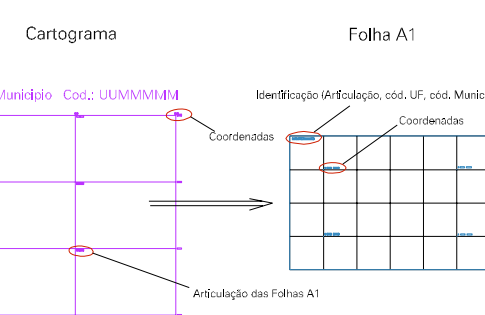 Cartograma
Folha A1
Municipio Cod.: UUMMMMM
Identificação (Articulação, cód. UF, cód. Munic
Coordenadas
Coordenadas
Articulação das Folhas A1